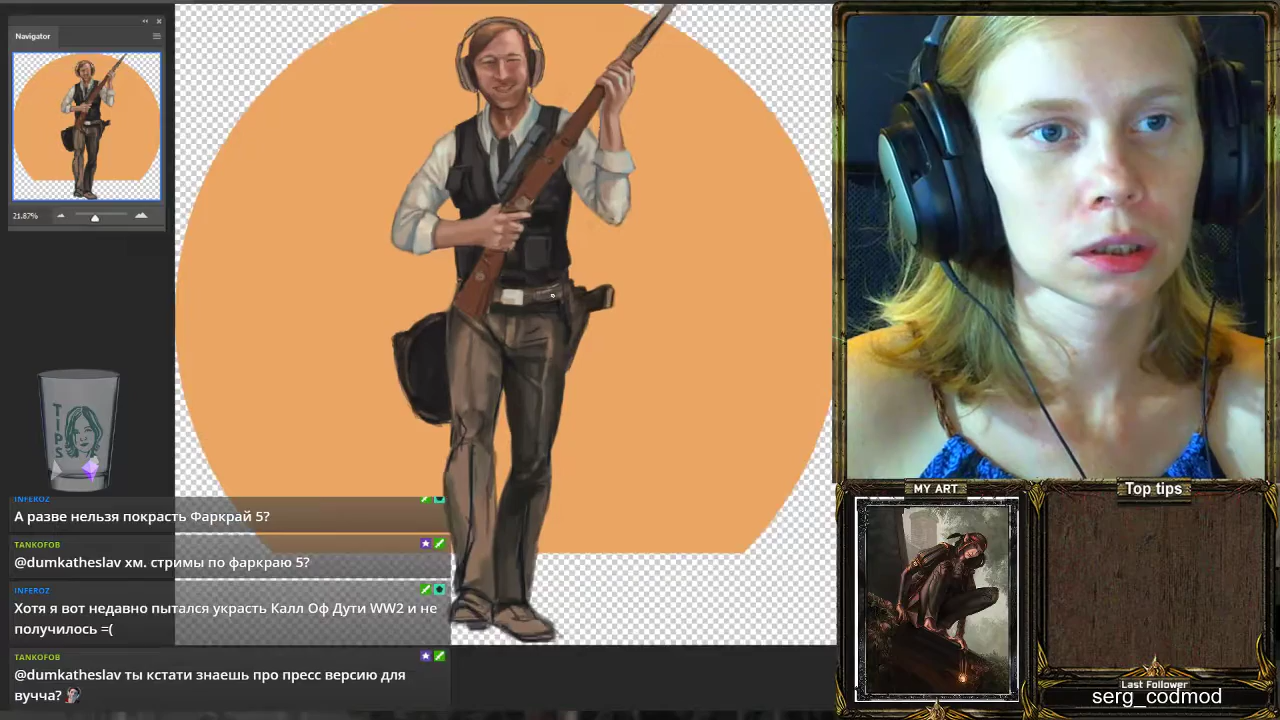 Navigator
21.87%
TIPS
INFEROZ
А разве нельзя покрасть Фаркрай 5?
TANKOFOB
@dumkatheslav хм. стримы по фаркраю 5?
INFEROZ
Хотя я вот недавно пытался украсть Калл Оф Дути WW2 и не
получилось =(
TANKOFOB
@dumkatheslav ты кстати знаешь про пресс версию для
вучча?
MY ART
Top tips
Last Follower
serg_codmod